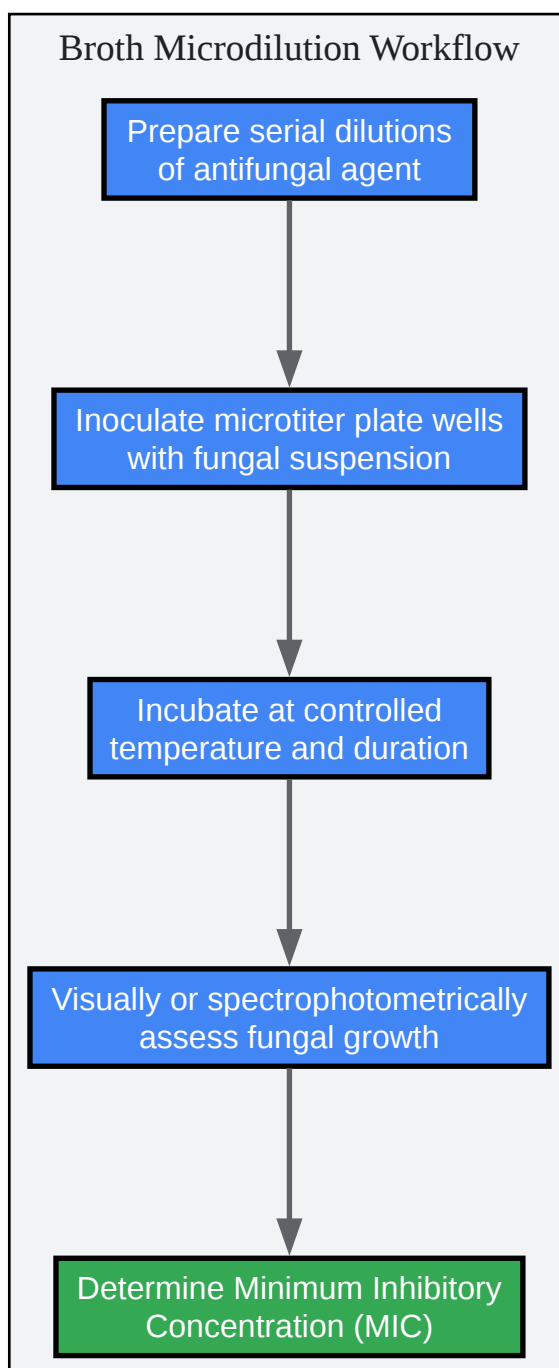 Broth Microdilution Workflow
Prepare serial dilutions
of antifungal agent
Inoculate microtiter plate wells
with fungal suspension
Incubate at controlled
temperature and duration
Visually or spectrophotometrically
assess fungal growth
Determine Minimum Inhibitory
Concentration (MIC)